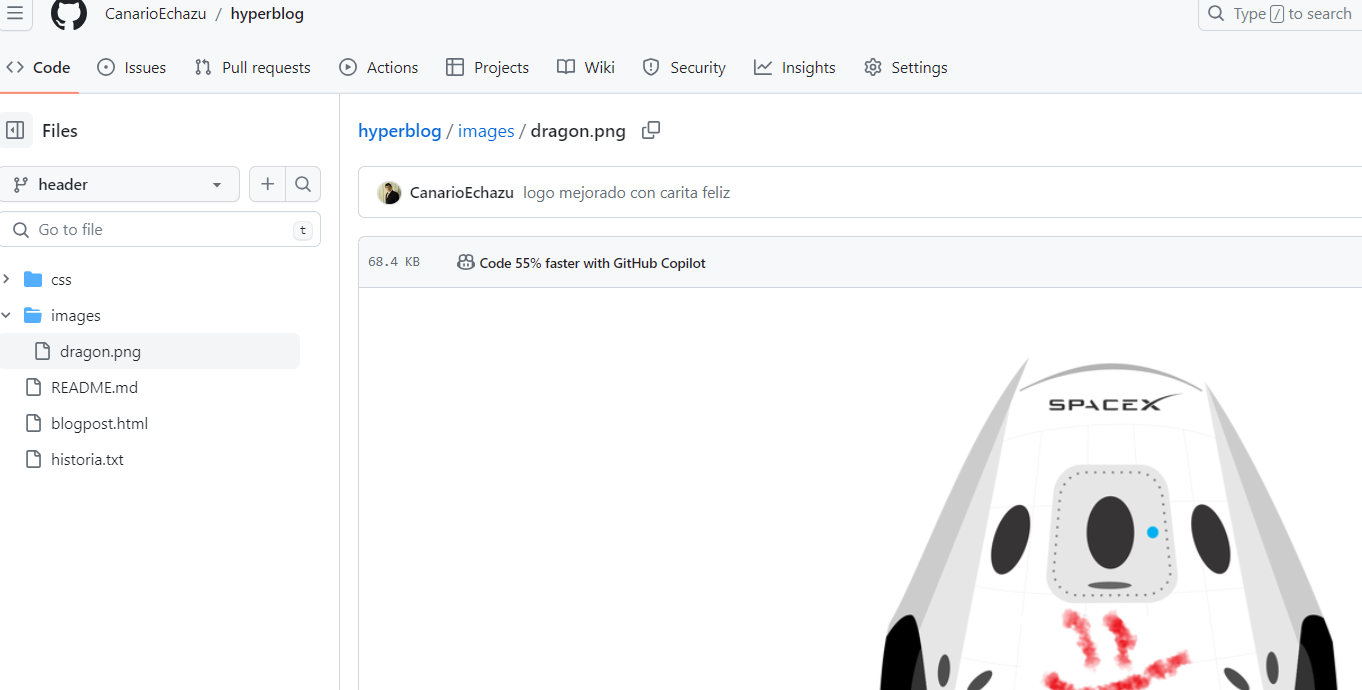 CanarioEchazu / hyperblog
Type / to search
Code Issues Pull requests Actions Projects Wiki Insights Security Settings
Files
header
Go to file t
css
images
dragon.png
README.md
blogpost.html
historia.txt
hyperblog / images / dragon.png
CanarioEchazu logo mejorado con carita feliz
68.4 KB Code 55% faster with GitHub Copilot
SPACEX